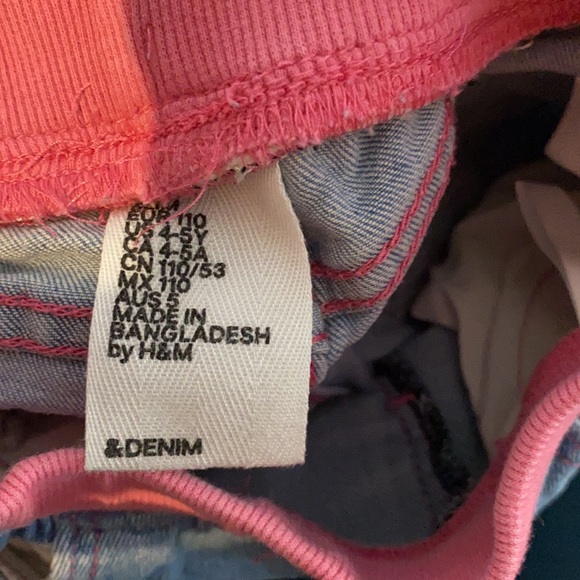 EUR 110
US 4-5Y
CA 4-5A
CN 110/53
MX 110
AUS 5
MADE IN
BANGLADESH
by H&M
&DENIM